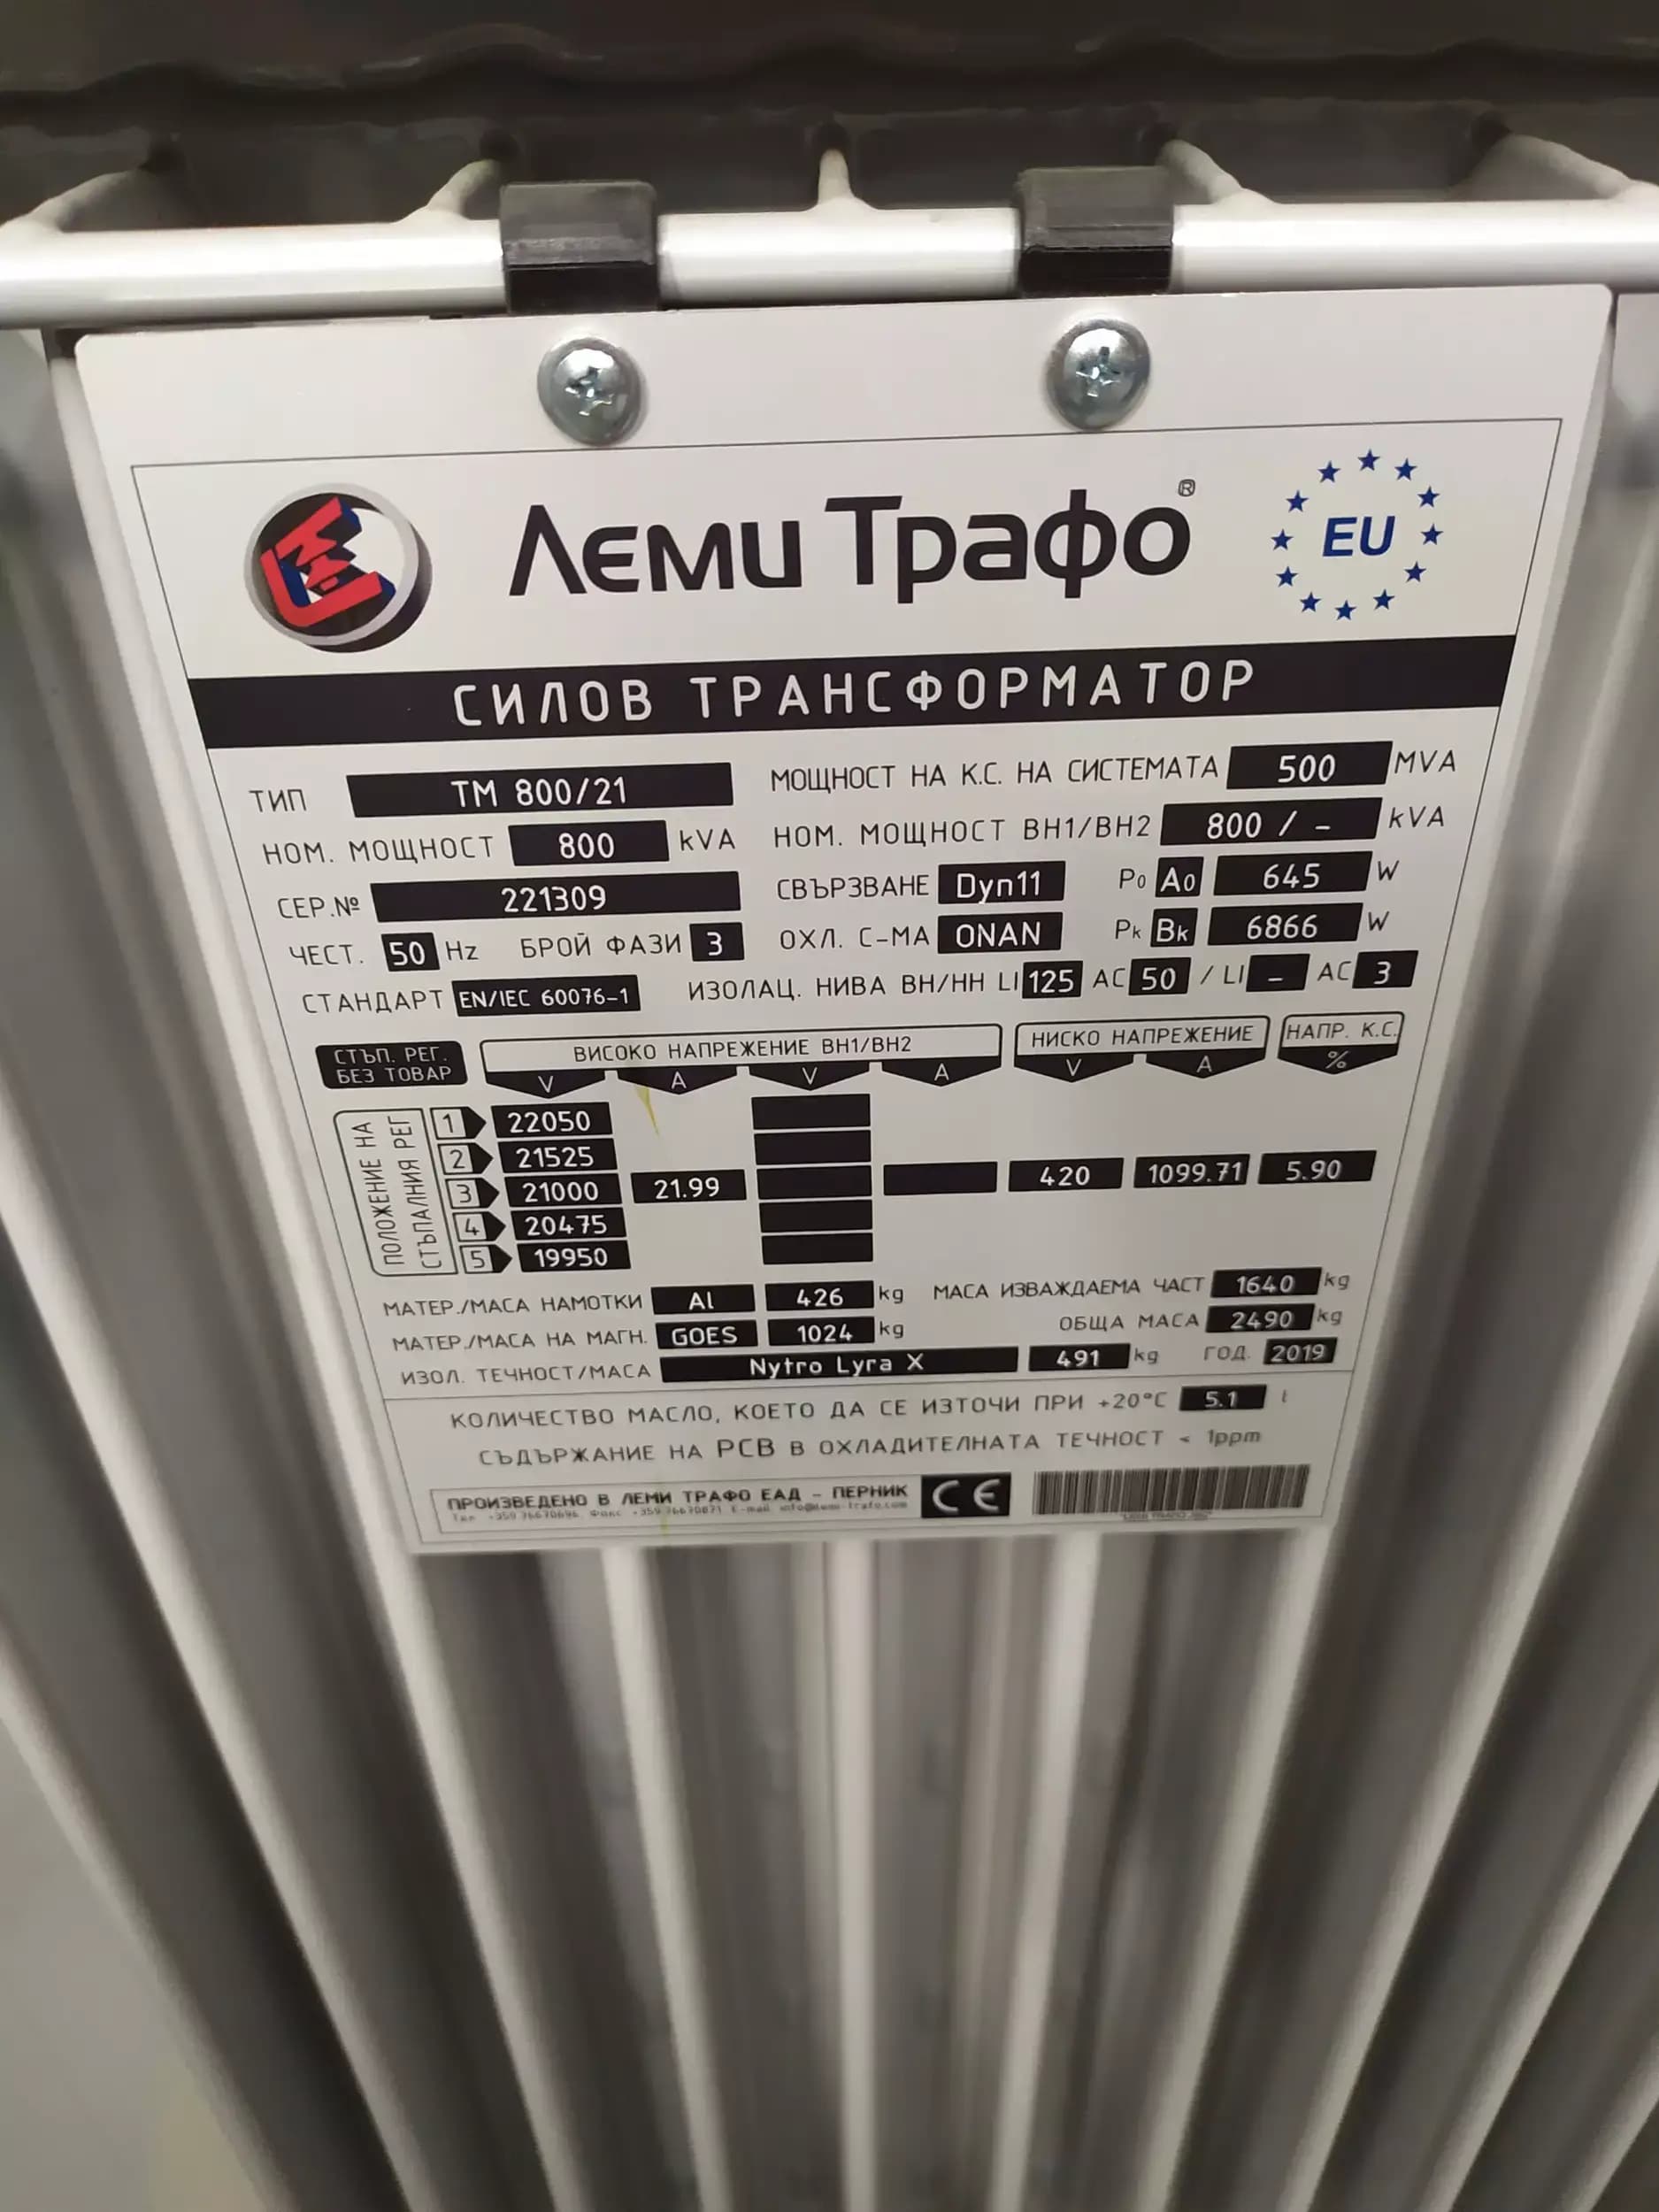 Леми Трафо®
EU
СИЛОВ ТРАНСФОРМАТОР
ТИП ТМ 800/21 МОЩНОСТ НА К.С. НА СИСТЕМАТА 500 MVA
НОМ. МОЩНОСТ 800 kVA НОМ. МОЩНОСТ ВН1/ВН2 800 / - kVA
СЕР.№ 221309 СВЪРЗВАНЕ Dyn11 P0 A0 645 W
ЧЕСТ. 50 Hz БРОЙ ФАЗИ 3 ОХЛ. С-МА ONAN Pk Bk 6866 W
СТАНДАРТ EN/IEC 60076-1 ИЗОЛАЦ. НИВА ВН/НН LI 125 AC 50 / LI - AC 3
СТЪП. РЕГ. БЕЗ ТОВАР ВИСОКО НАПРЕЖЕНИЕ ВН1/ВН2 НИСКО НАПРЕЖЕНИЕ НАПР. К.С.
V A V A V A %
ПОЛОЖЕНИЕ НА СТЪПАЛНИЯ РЕГ
1 22050
2 21525
3 21000 21.99 420 1099.71 5.90
4 20475
5 19950
МАТЕР./МАСА НАМОТКИ Al 426 kg МАСА ИЗВАЖДАЕМА ЧАСТ 1640 kg
МАТЕР./МАСА НА МАГН. GOES 1024 kg ОБЩА МАСА 2490 kg
ИЗОЛ. ТЕЧНОСТ/МАСА Nytro Lyra X 491 kg ГОД. 2019
КОЛИЧЕСТВО МАСЛО, КОЕТО ДА СЕ ИЗТОЧИ ПРИ +20°C 5.1 l
СЪДЪРЖАНИЕ НА PCB В ОХЛАДИТЕЛНАТА ТЕЧНОСТ < 1ppm
ПРОИЗВЕДЕНО В ЛЕМИ ТРАФО ЕАД - ПЕРНИК CE